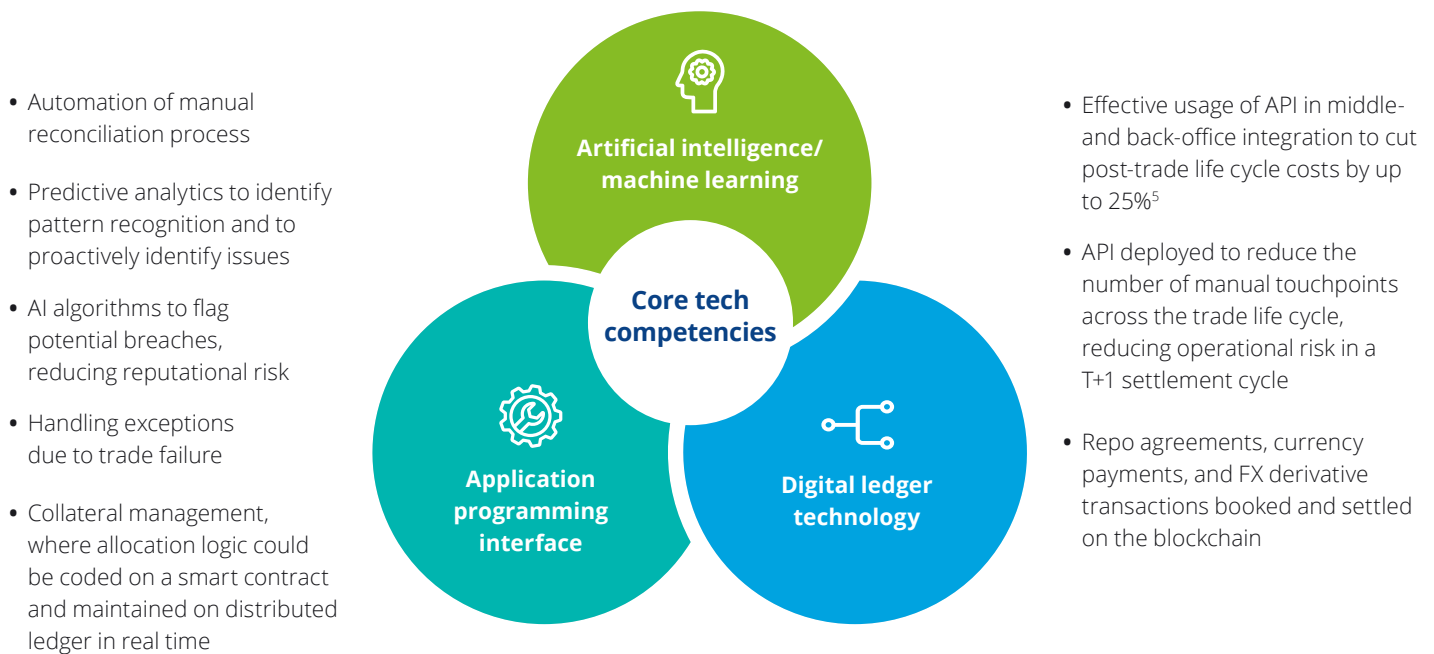 • Automation of manual
reconciliation process
• Predictive analytics to identify
pattern recognition and to
proactively identify issues
• AI algorithms to flag
potential breaches,
reducing reputational risk
• Handling exceptions
due to trade failure
• Collateral management,
where allocation logic could
be coded on a smart contract
and maintained on distributed
ledger in real time
Artificial intelligence/
machine learning
Core tech
competencies
Application
programming
interface
Digital ledger
technology
• Effective usage of API in middle-
and back-office integration to cut
post-trade life cycle costs by up
to 25%⁵
• API deployed to reduce the
number of manual touchpoints
across the trade life cycle,
reducing operational risk in a
T+1 settlement cycle
• Repo agreements, currency
payments, and FX derivative
transactions booked and settled
on the blockchain